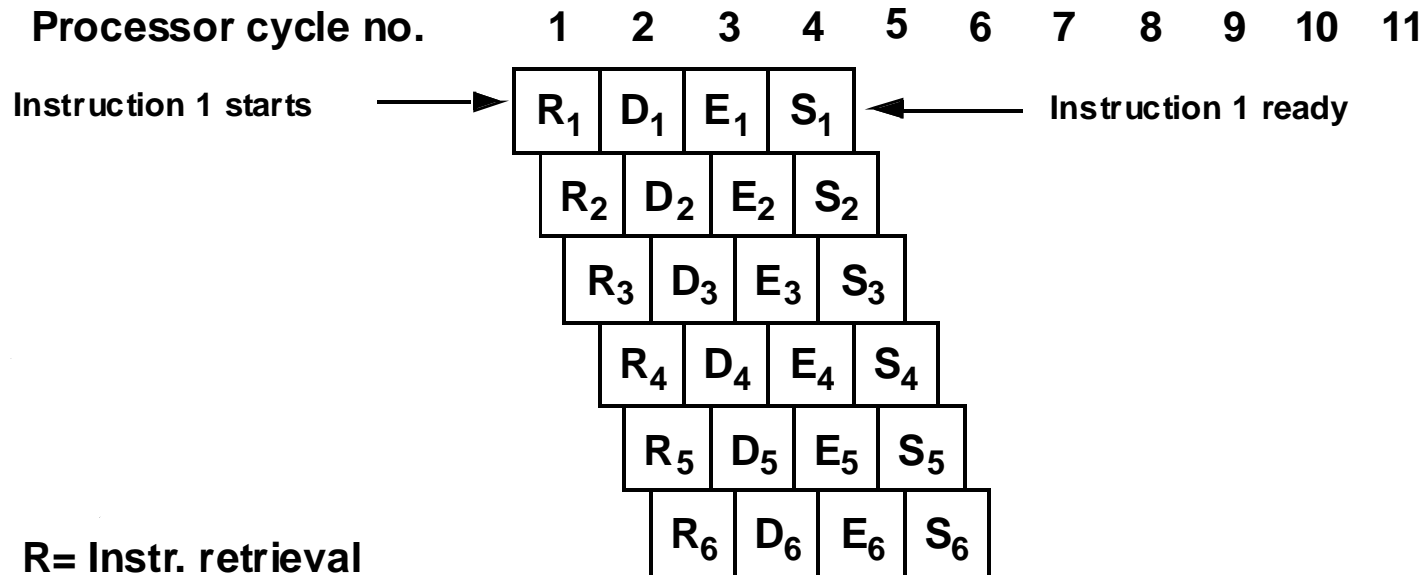 Processor cycle no. 1 2 3 4 5 6 7 8 9 10 11
Instruction 1 starts R1 D1 E1 S1 Instruction 1 ready
R2 D2 E2 S2
R3 D3 E3 S3
R4 D4 E4 S4
R5 D5 E5 S5
R6 D6 E6 S6
R= Instr. retrieval